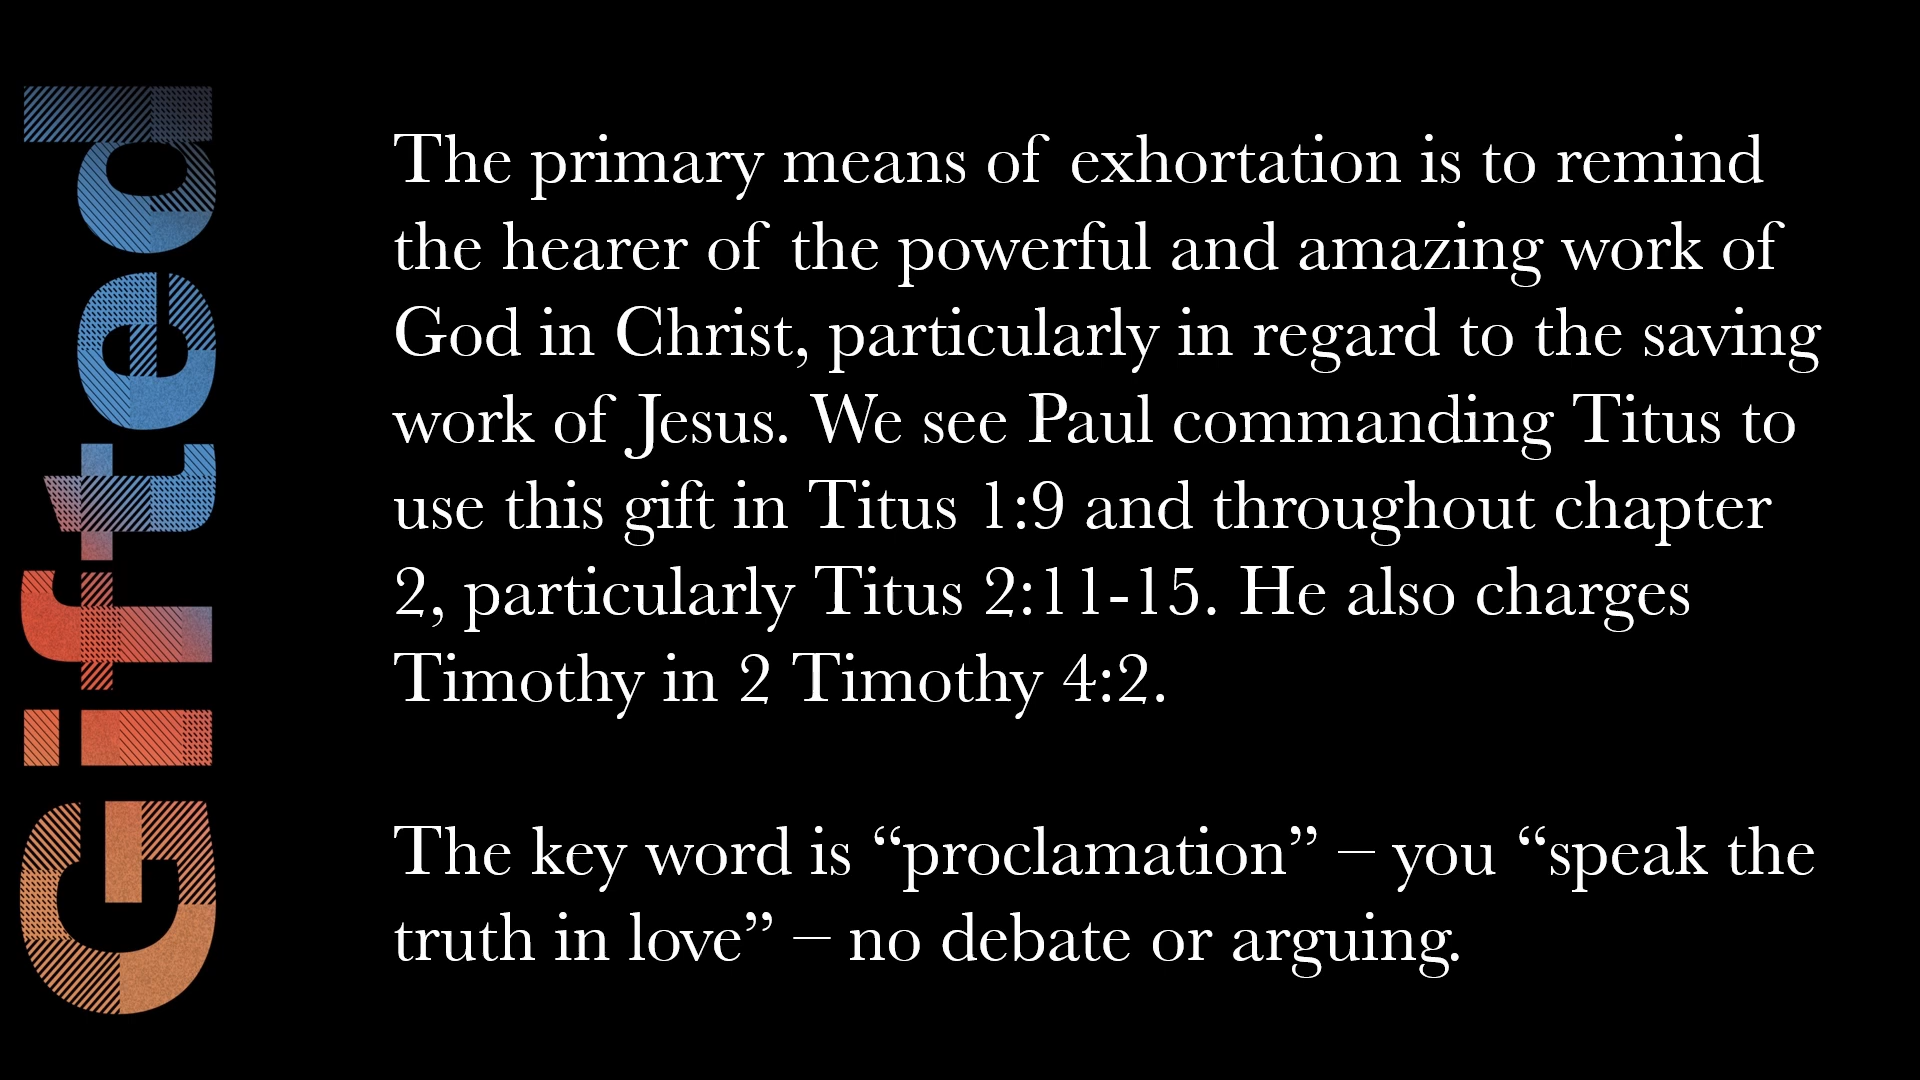 Gifted
The primary means of exhortation is to remind
the hearer of the powerful and amazing work of
God in Christ, particularly in regard to the saving
work of Jesus. We see Paul commanding Titus to
use this gift in Titus 1:9 and throughout chapter
2, particularly Titus 2:11-15. He also charges
Timothy in 2 Timothy 4:2.
The key word is “proclamation” – you “speak the
truth in love” – no debate or arguing.